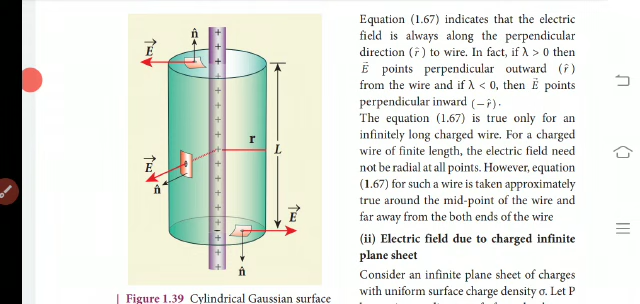 n̂
E⃗
r
L
E⃗
n̂
E⃗
n̂
| Figure 1.39 Cylindrical Gaussian surface
Equation (1.67) indicates that the electric
field is always along the perpendicular
direction (r̂) to wire. In fact, if λ > 0 then
E⃗ points perpendicular outward (r̂)
from the wire and if λ < 0, then E⃗ points
perpendicular inward (−r̂).
The equation (1.67) is true only for an
infinitely long charged wire. For a charged
wire of finite length, the electric field need
not be radial at all points. However, equation
(1.67) for such a wire is taken approximately
true around the mid-point of the wire and
far away from the both ends of the wire
(ii) Electric field due to charged infinite
plane sheet
Consider an infinite plane sheet of charges
with uniform surface charge density σ. Let P